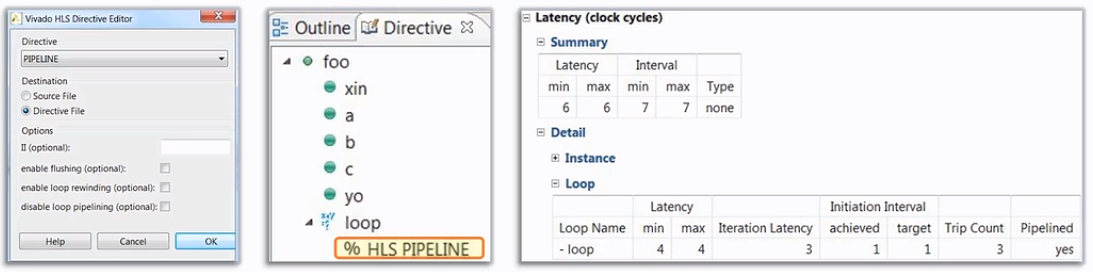 Vivado HLS Directive Editor
Directive
PIPELINE
Destination
Source File
Directive File
Options
II (optional):
enable flushing (optional):
enable loop rewinding (optional):
disable loop pipelining (optional):
Help Cancel OK
Outline Directive
foo
xin
a
b
c
yo
loop
% HLS PIPELINE
Latency (clock cycles)
Summary
Latency Interval
min max min max Type
6 6 7 7 none
Detail
Instance
Loop
Latency Initiation Interval
Loop Name min max Iteration Latency achieved target Trip Count Pipelined
- loop 4 4 3 1 1 3 yes